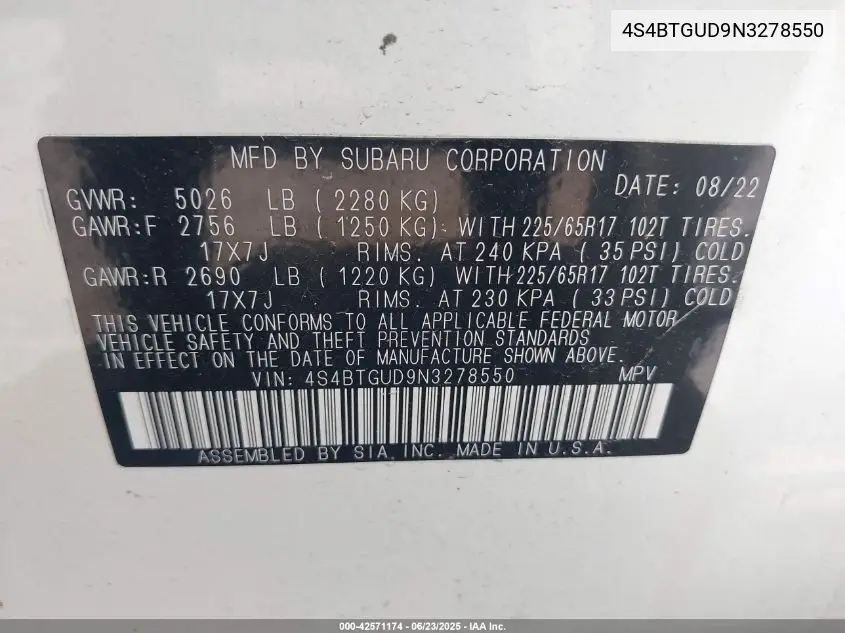 4S4BTGUD9N3278550
MFD BY SUBARU CORPORATION
DATE: 08/22
GVWR: 5026 LB ( 2280 KG)
GAWR:F 2756 LB ( 1250 KG) WITH 225/65R17 102T TIRES.
17X7J RIMS. AT 240 KPA ( 35 PSI) COLD
GAWR:R 2690 LB ( 1220 KG) WITH 225/65R17 102T TIRES.
17X7J RIMS. AT 230 KPA ( 33 PSI) COLD
THIS VEHICLE CONFORMS TO ALL APPLICABLE FEDERAL MOTOR
VEHICLE SAFETY AND THEFT PREVENTION STANDARDS
IN EFFECT ON THE DATE OF MANUFACTURE SHOWN ABOVE.
VIN: 4S4BTGUD9N3278550 MPV
ASSEMBLED BY SIA, INC. MADE IN U.S.A.
000-42571174 - 06/23/2025 - IAA Inc.